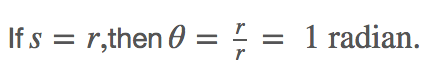 If s = r,then θ = r/r = 1 radian.